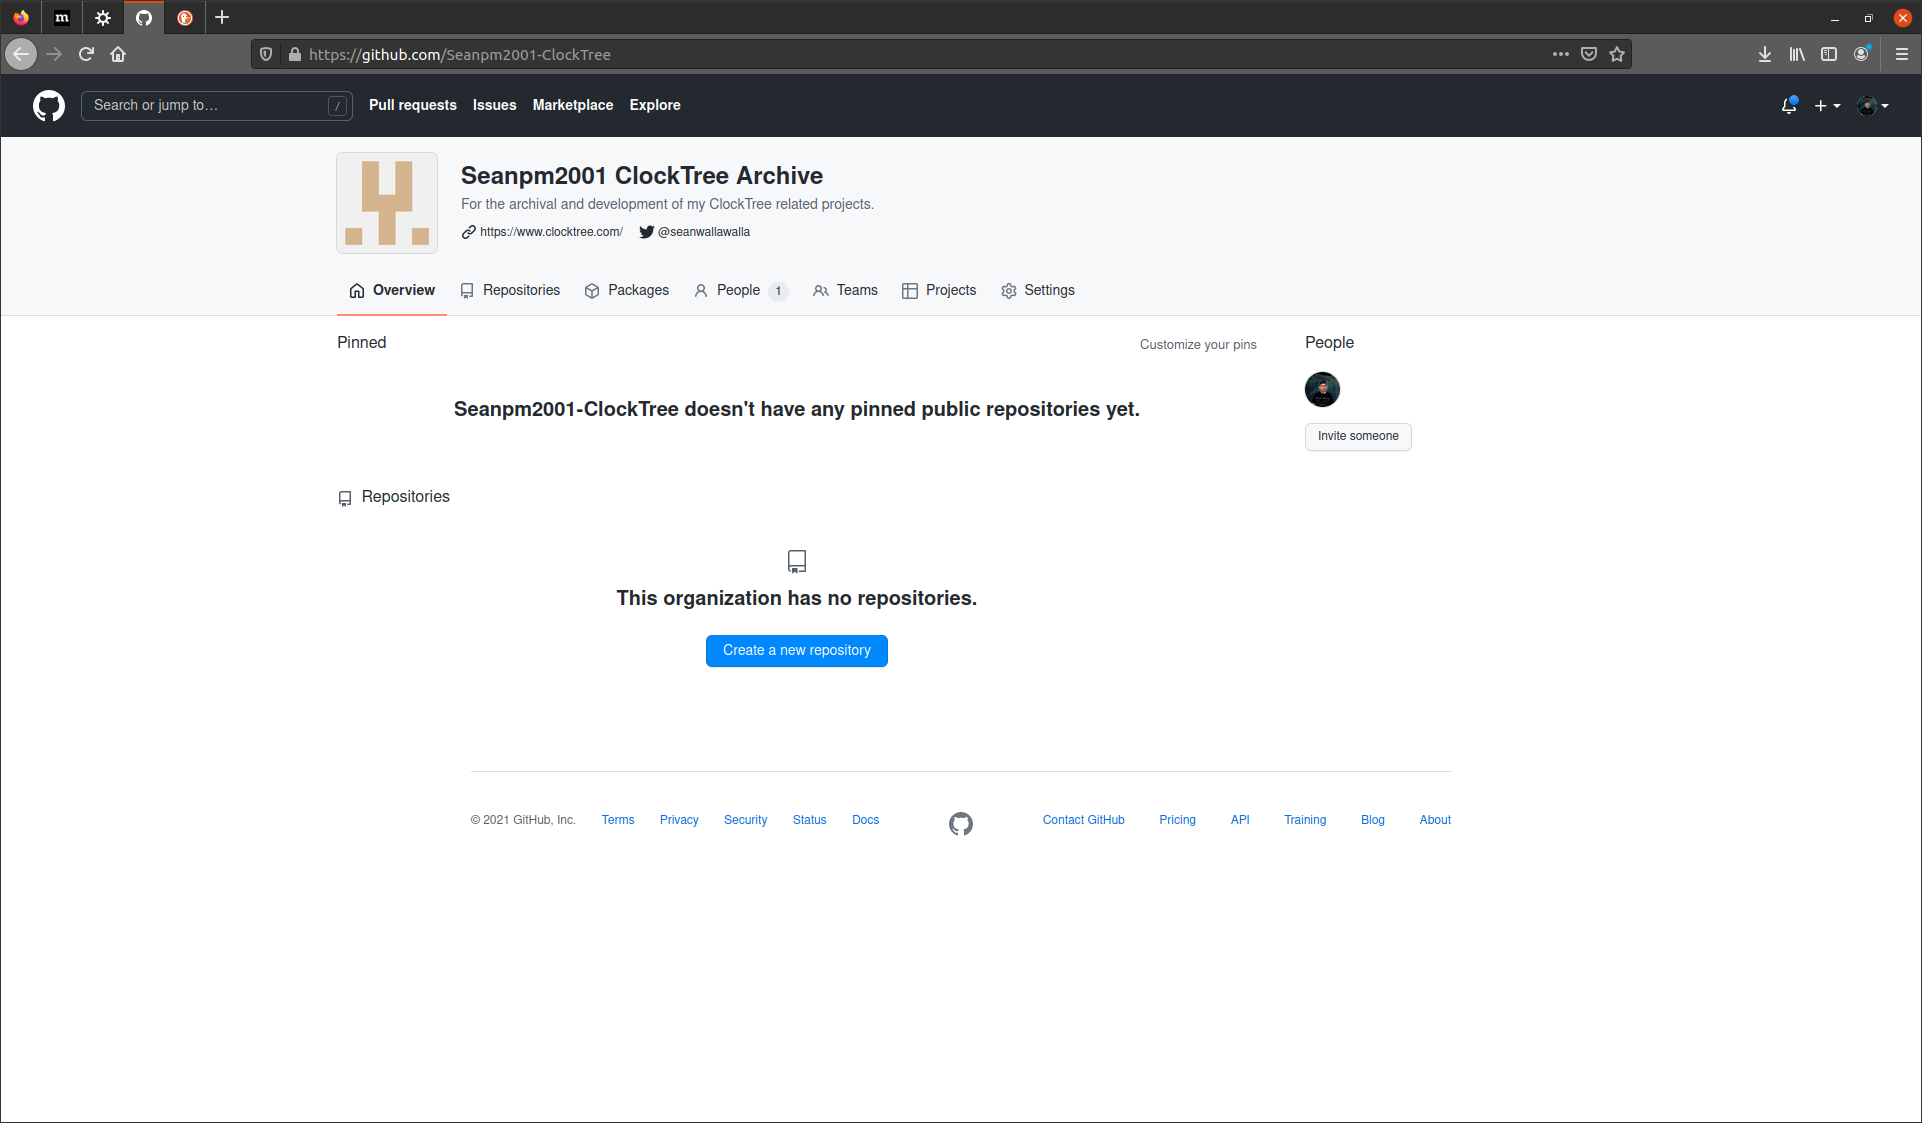 m
https://github.com/Seanpm2001-ClockTree
Search or jump to… /
Pull requests Issues Marketplace Explore
Seanpm2001 ClockTree Archive
For the archival and development of my ClockTree related projects.
https://www.clocktree.com/ @seanwallawalla
Overview Repositories Packages People 1 Teams Projects Settings
Pinned Customize your pins People
Seanpm2001-ClockTree doesn't have any pinned public repositories yet.
Invite someone
Repositories
This organization has no repositories.
Create a new repository
© 2021 GitHub, Inc. Terms Privacy Security Status Docs Contact GitHub Pricing API Training Blog About